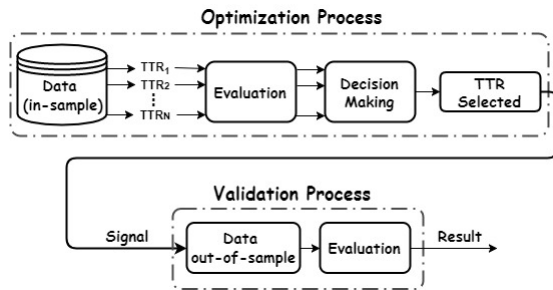 Optimization Process
Data
(in-sample)
TTR₁
TTR₂
TTRɴ
Evaluation
Decision
Making
TTR
Selected
Validation Process
Signal
Data
out-of-sample
Evaluation
Result